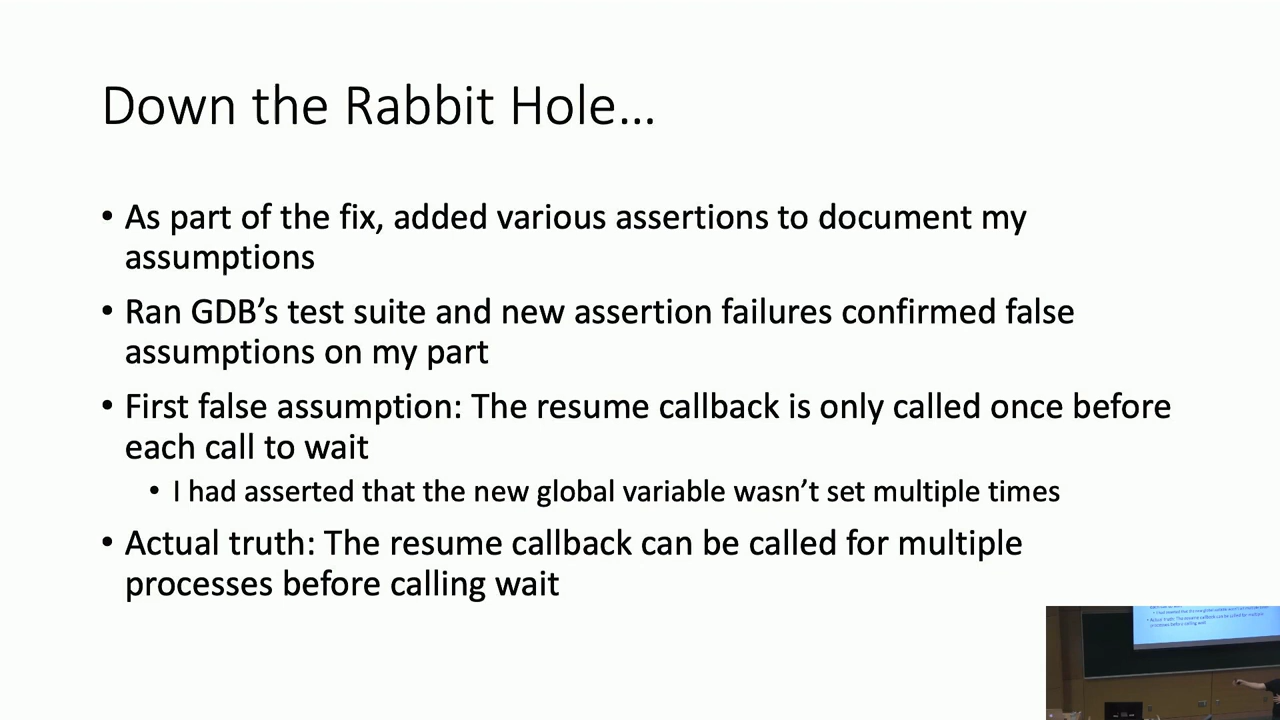 Down the Rabbit Hole...
• As part of the fix, added various assertions to document my
assumptions
• Ran GDB’s test suite and new assertion failures confirmed false
assumptions on my part
• First false assumption: The resume callback is only called once before
each call to wait
• I had asserted that the new global variable wasn’t set multiple times
• Actual truth: The resume callback can be called for multiple
processes before calling wait